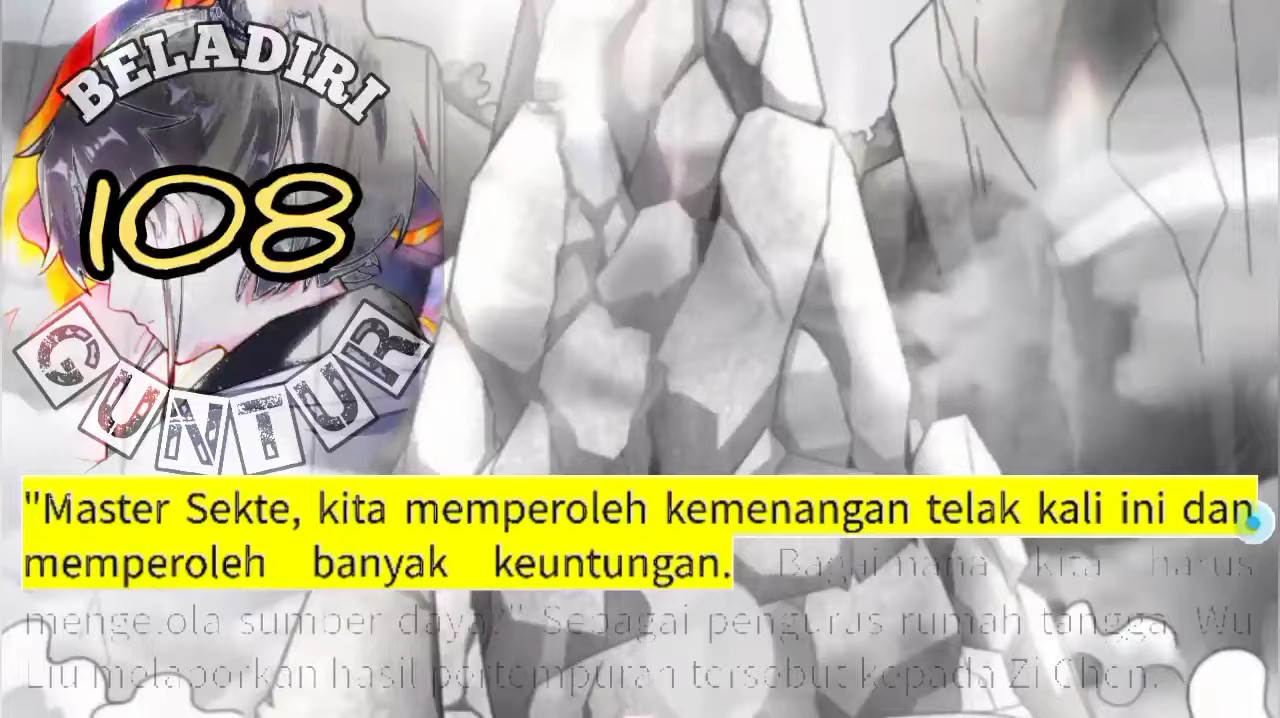 BELADIRI
108
GUNTUR
"Master Sekte, kita memperoleh kemenangan telak kali ini dan
memperoleh banyak keuntungan. Bagaimana kita harus
mengelola sumber daya?" Sebagai pengurus rumah tangga, Wu
Liu melaporkan hasil pertempuran tersebut kepada Zi Chen.